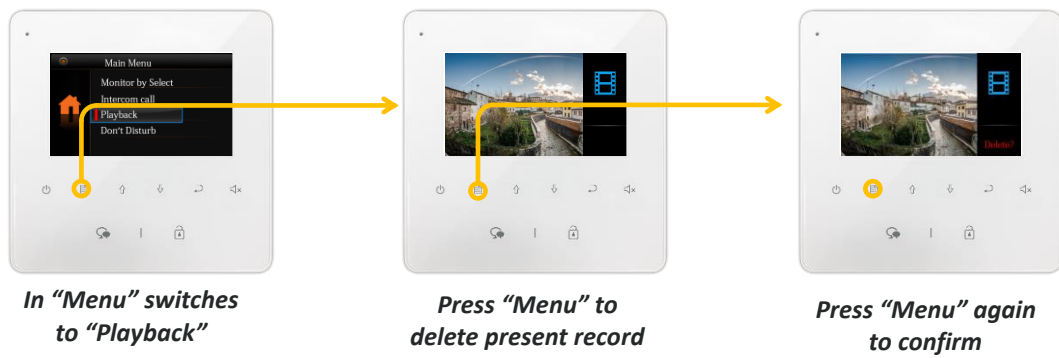 Main Menu
Monitor by Select
Intercom call
Playback
Don't Disturb
Delete?
In “Menu” switches
to “Playback”
Press “Menu” to
delete present record
Press “Menu” again
to confirm